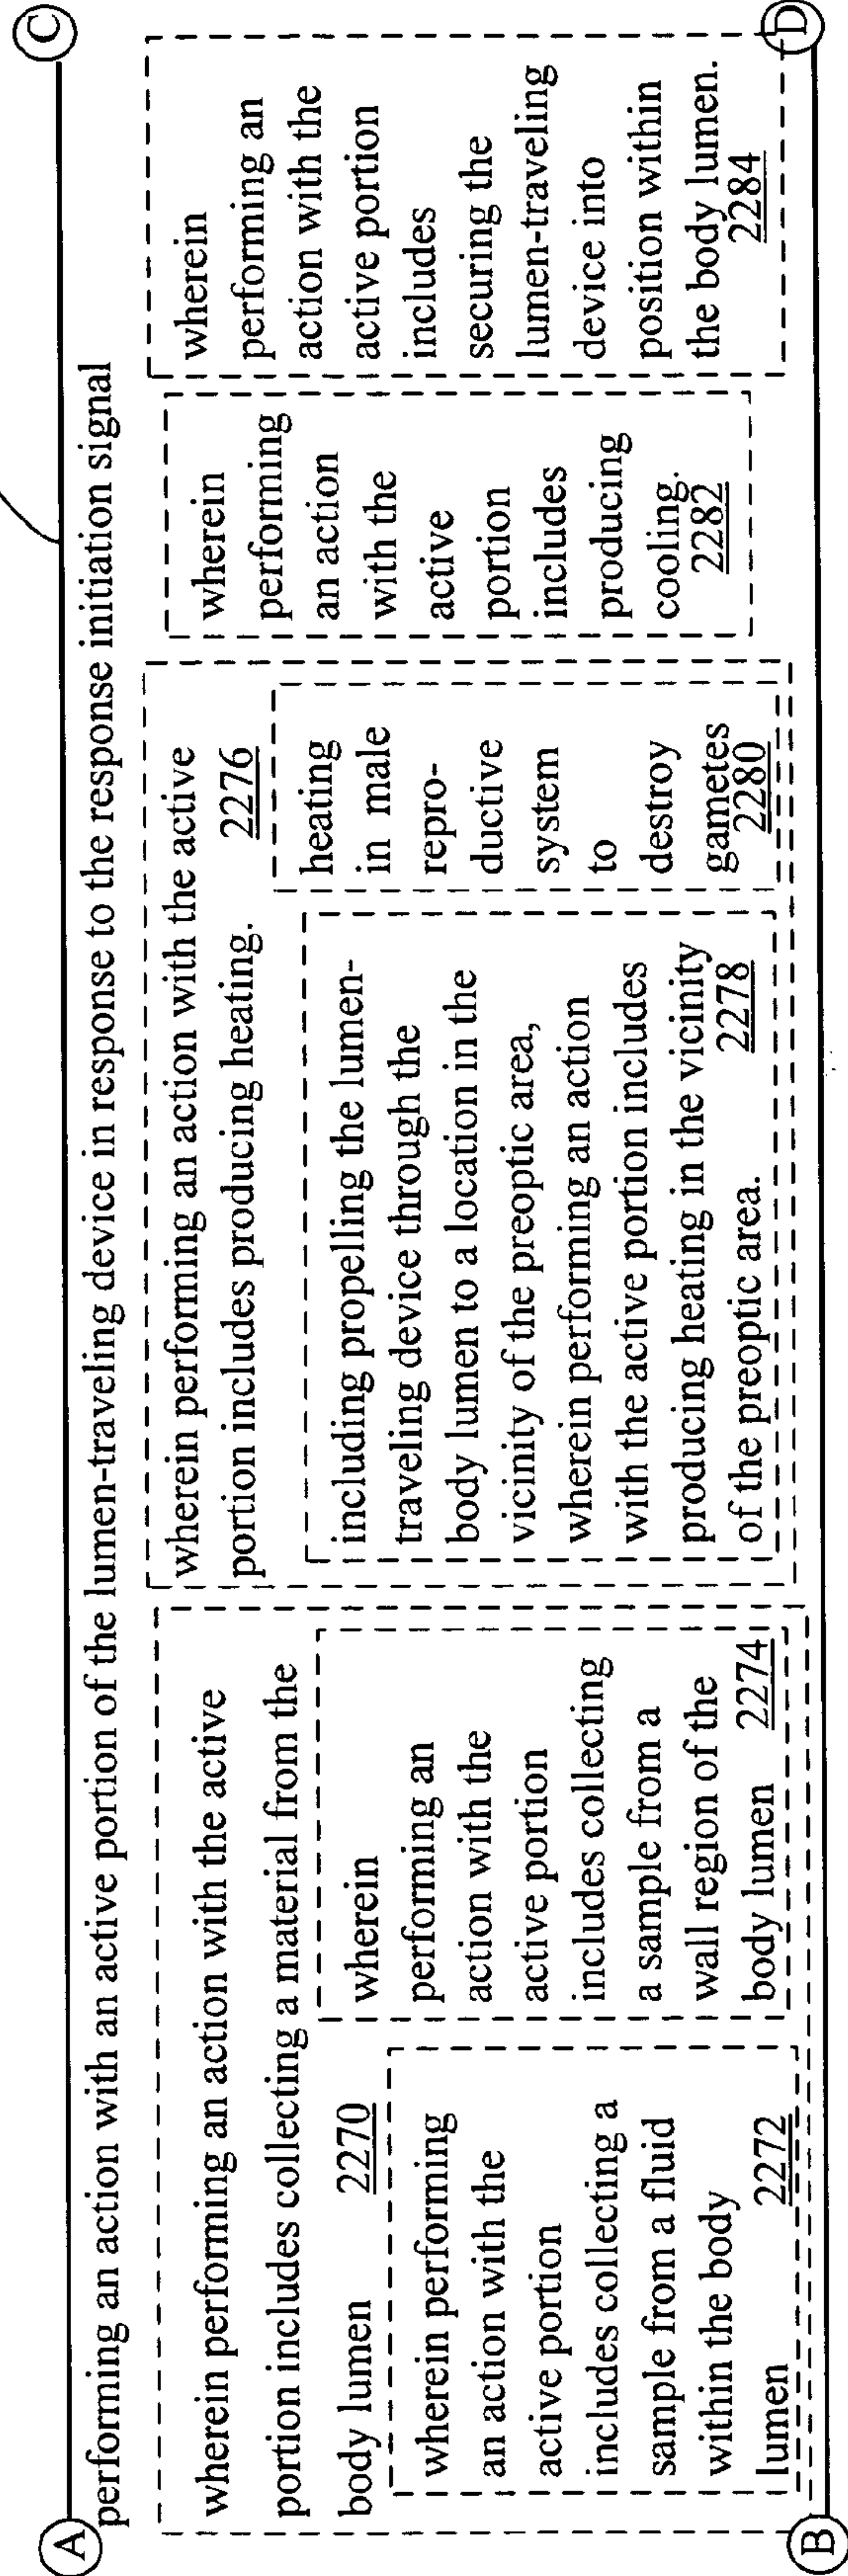 A
C
performing an action with an active portion of the lumen-traveling device in response to the response initiation signal
wherein performing an action with the active
portion includes collecting a material from the
body lumen 2270
wherein performing
an action with the
active portion
includes collecting a
sample from a fluid
within the body
lumen 2272
wherein
performing an
action with the
active portion
includes collecting
a sample from a
wall region of the
body lumen 2274
wherein performing an action with the active
portion includes producing heating. 2276
including propelling the lumen-
traveling device through the
body lumen to a location in the
vicinity of the preoptic area,
wherein performing an action
with the active portion includes
producing heating in the vicinity
of the preoptic area. 2278
heating
in male
repro-
ductive
system
to
destroy
gametes
2280
wherein
performing
an action
with the
active
portion
includes
producing
cooling.
2282
wherein
performing an
action with the
active portion
includes
securing the
lumen-traveling
device into
position within
the body lumen.
2284
B
D